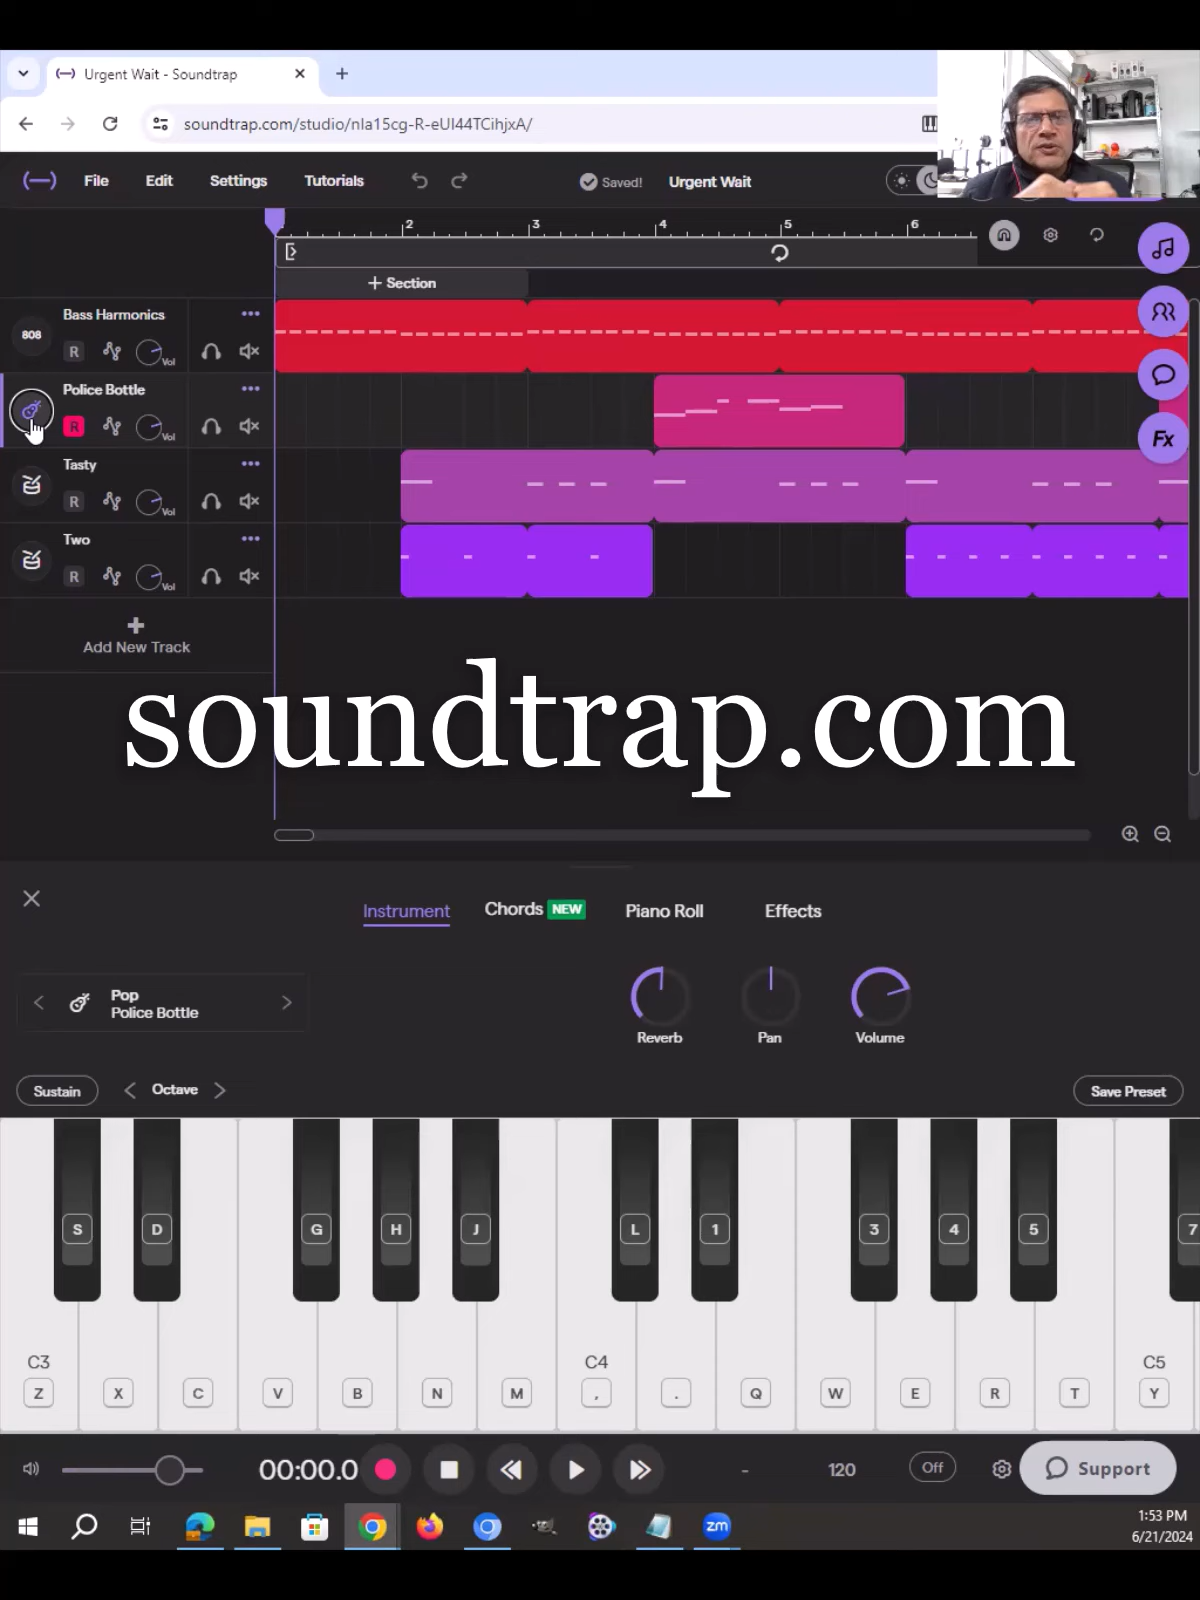 Urgent Wait - Soundtrap
soundtrap.com/studio/nla15cg-R-eUI44TCihjxA/
File Edit Settings Tutorials Saved! Urgent Wait
2 3 4 5 6
+ Section
808 Bass Harmonics
R Vol
Police Bottle
R Vol
Tasty
R Vol
Two
R Vol
Fx
Add New Track
soundtrap.com
Instrument Chords NEW Piano Roll Effects
Pop
Police Bottle
Reverb Pan Volume
Sustain Octave Save Preset
S D G H J L 1 3 4 5 7
C3 C4 C5
Z X C V B N M , . Q W E R T Y
00:00.0 - 120 Off Support
zm
1:53 PM
6/21/2024